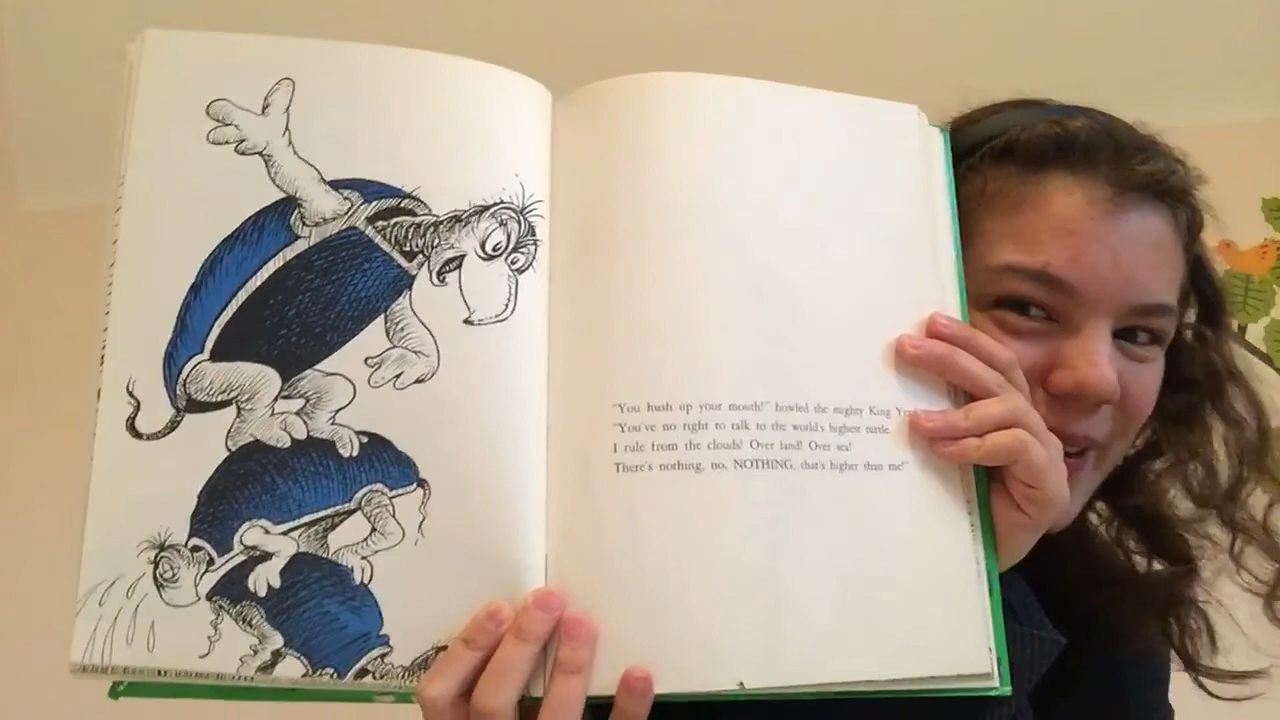 "You hush up your mouth!" howled the mighty King
"You've no right to talk to the world's highest turtle.
I rule from the clouds! Over land! Over sea!
There's nothing, no, NOTHING, that's higher than me!"